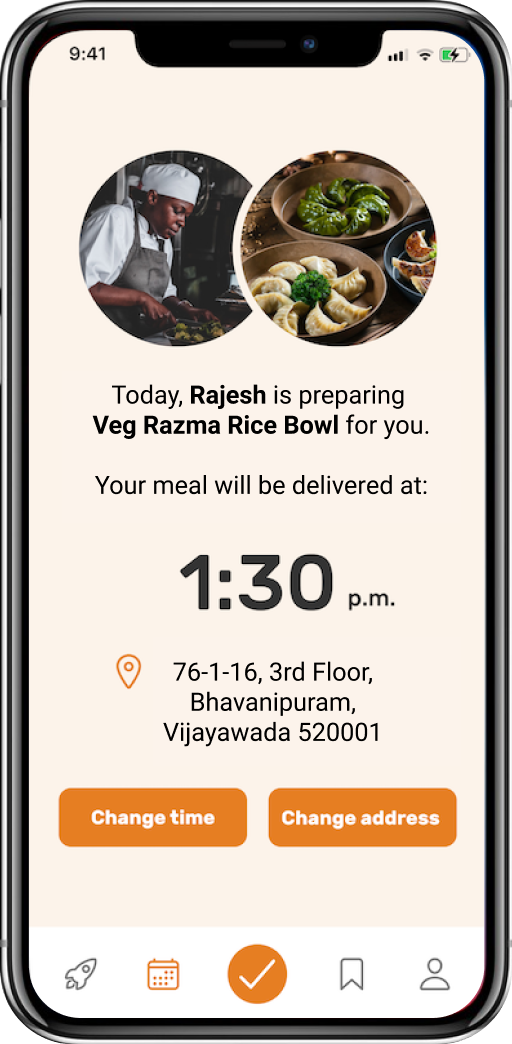 9:41
Today, Rajesh is preparing
Veg Razma Rice Bowl for you.
Your meal will be delivered at:
1:30 p.m.
76-1-16, 3rd Floor,
Bhavanipuram,
Vijayawada 520001
Change time
Change address